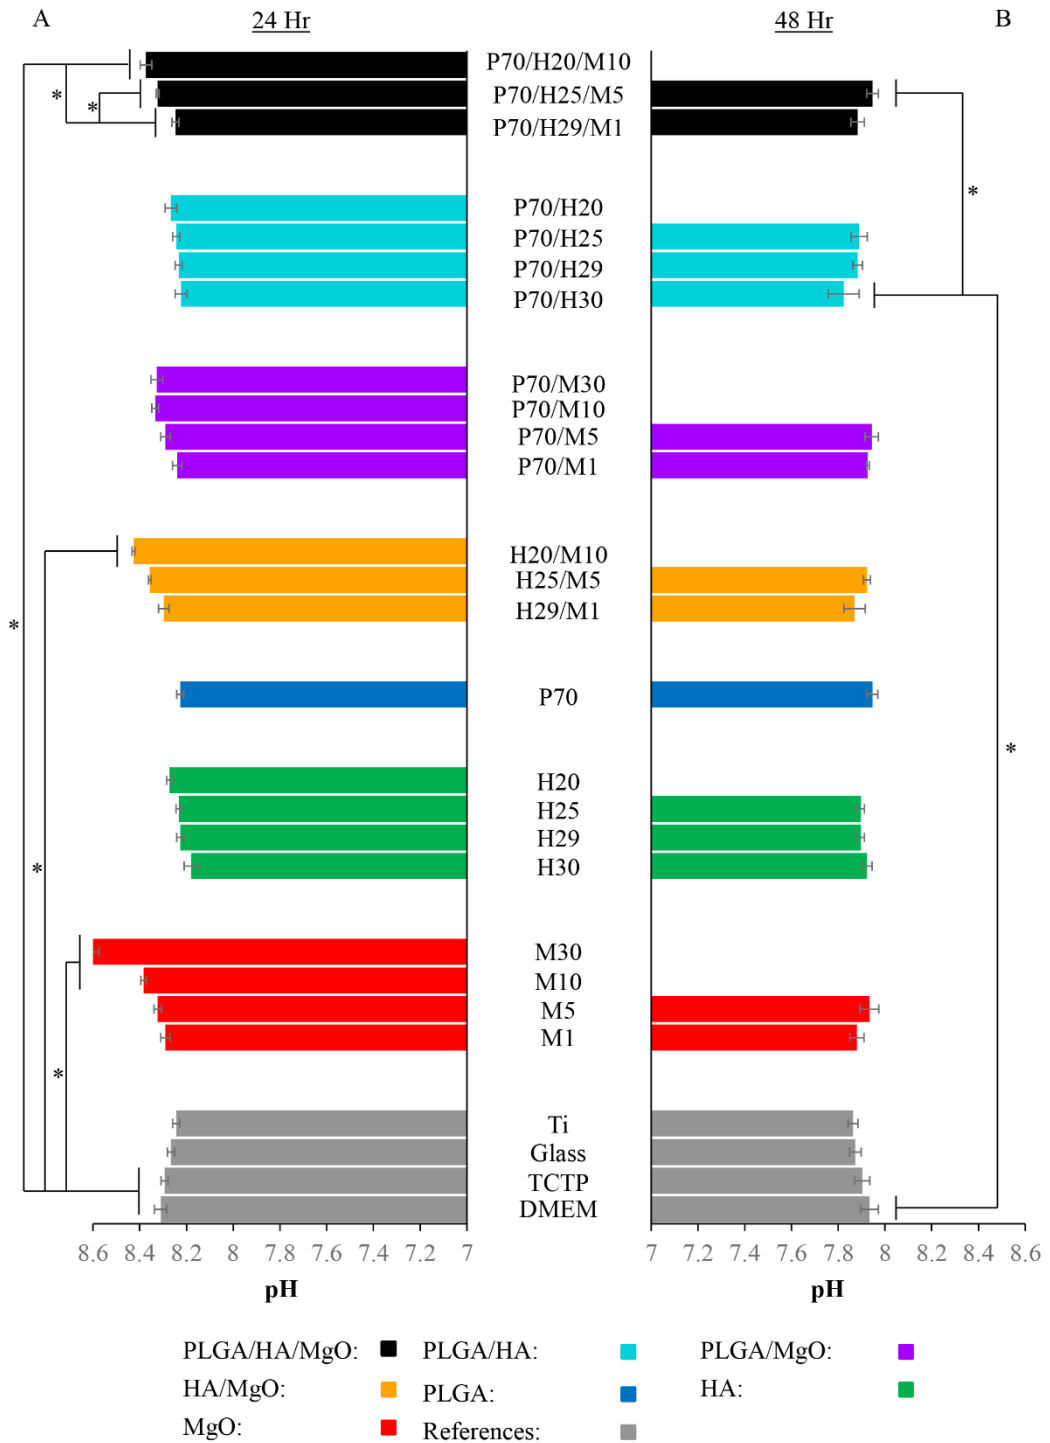 A 24 Hr 48 Hr B
P70/H20/M10
* * P70/H25/M5
P70/H29/M1
*
P70/H20
P70/H25
P70/H29
P70/H30
P70/M30
P70/M10
P70/M5
P70/M1
H20/M10
H25/M5
H29/M1
*
P70
*
H20
H25
H29
H30
*
M30
M10
M5
M1
*
Ti
Glass
TCTP
DMEM
8.6 8.4 8.2 8 7.8 7.6 7.4 7.2 7 7 7.2 7.4 7.6 7.8 8 8.2 8.4 8.6
pH pH
PLGA/HA/MgO: PLGA/HA: PLGA/MgO:
HA/MgO: PLGA: HA:
MgO: References: